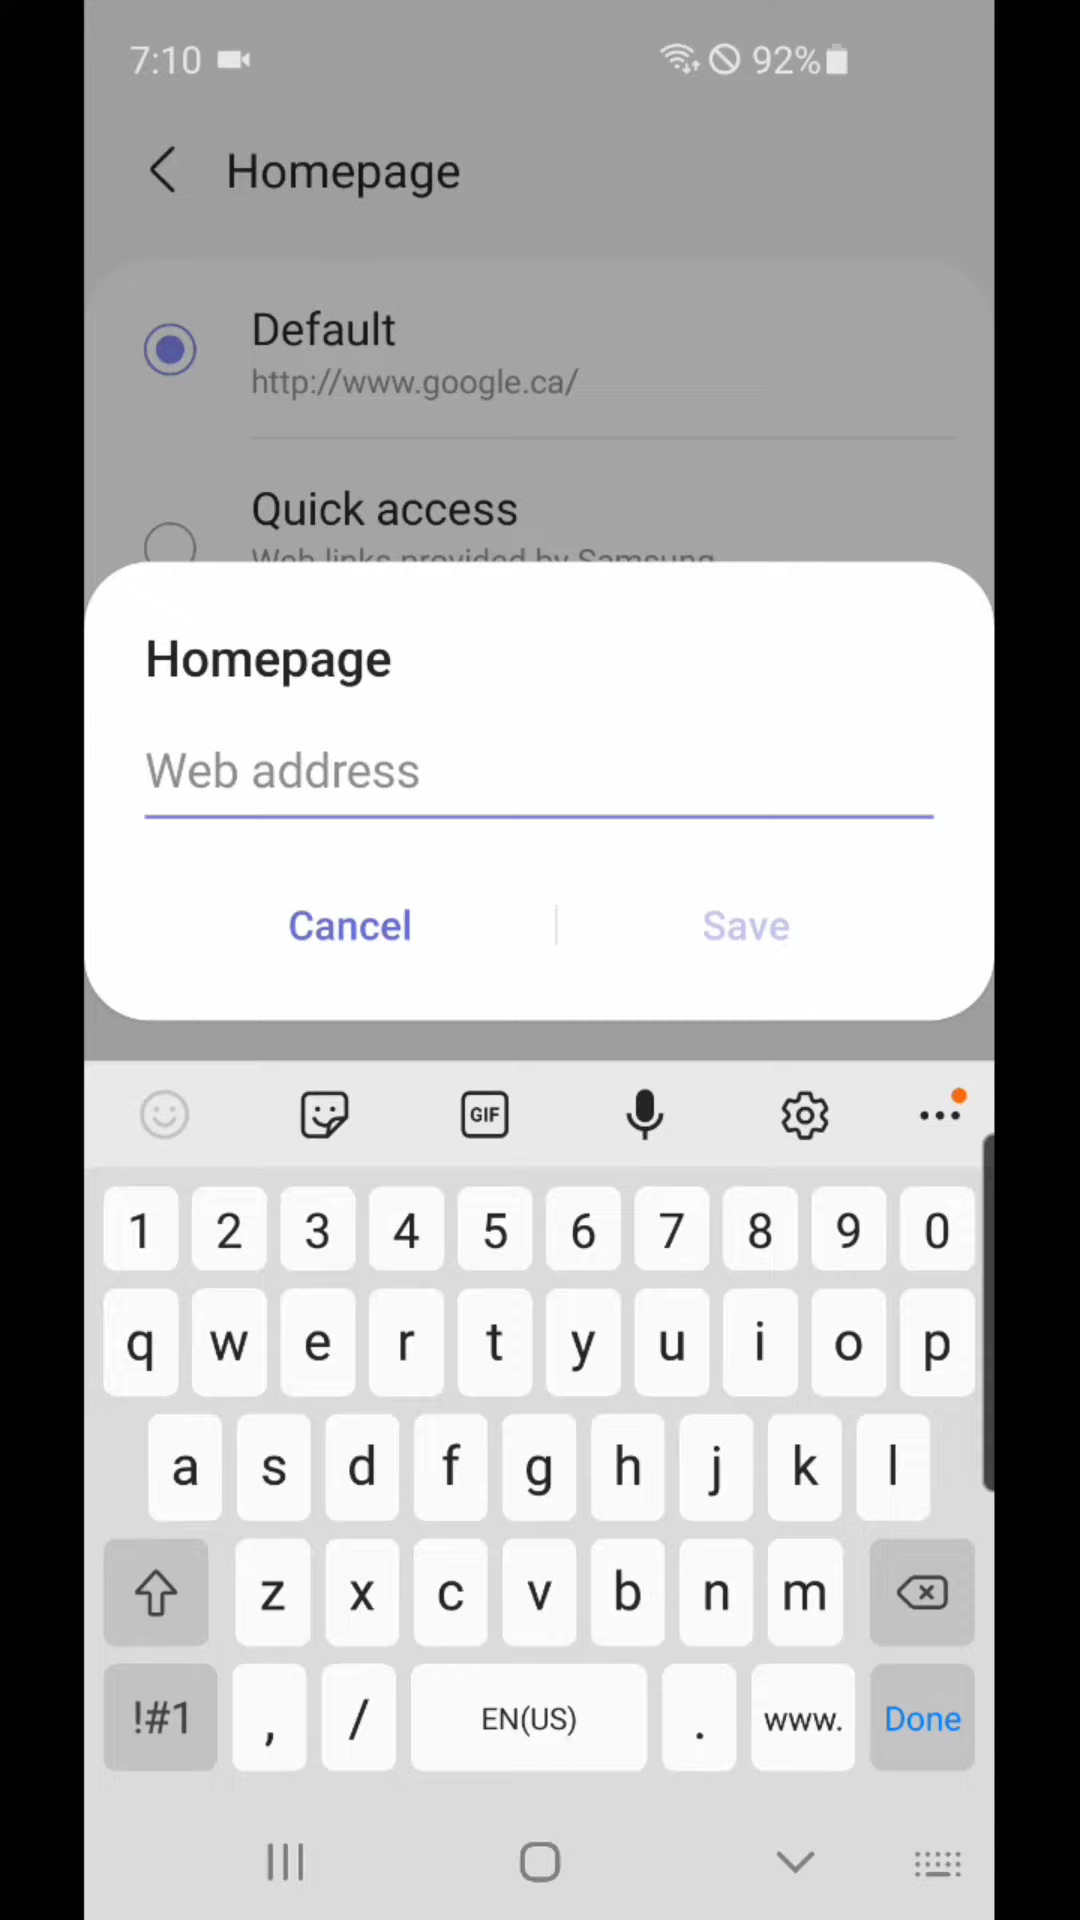 7:10 92%
Homepage
Default
http://www.google.ca/
Quick access
Web links provided by Samsung
Homepage
Web address
Cancel Save
GIF
1 2 3 4 5 6 7 8 9 0
q w e r t y u i o p
a s d f g h j k l
z x c v b n m
!#1 , / EN(US) . www. Done